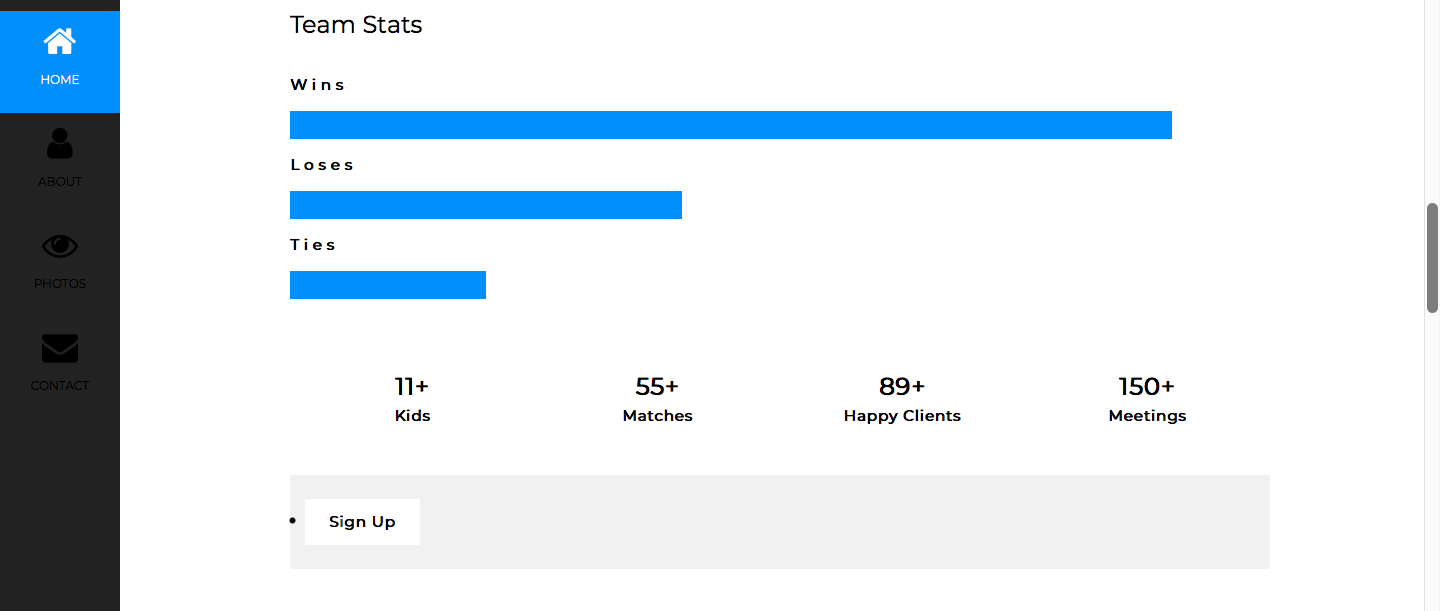 HOME
ABOUT
PHOTOS
CONTACT
Team Stats
Wins
Loses
Ties
11+
Kids
55+
Matches
89+
Happy Clients
150+
Meetings
Sign Up